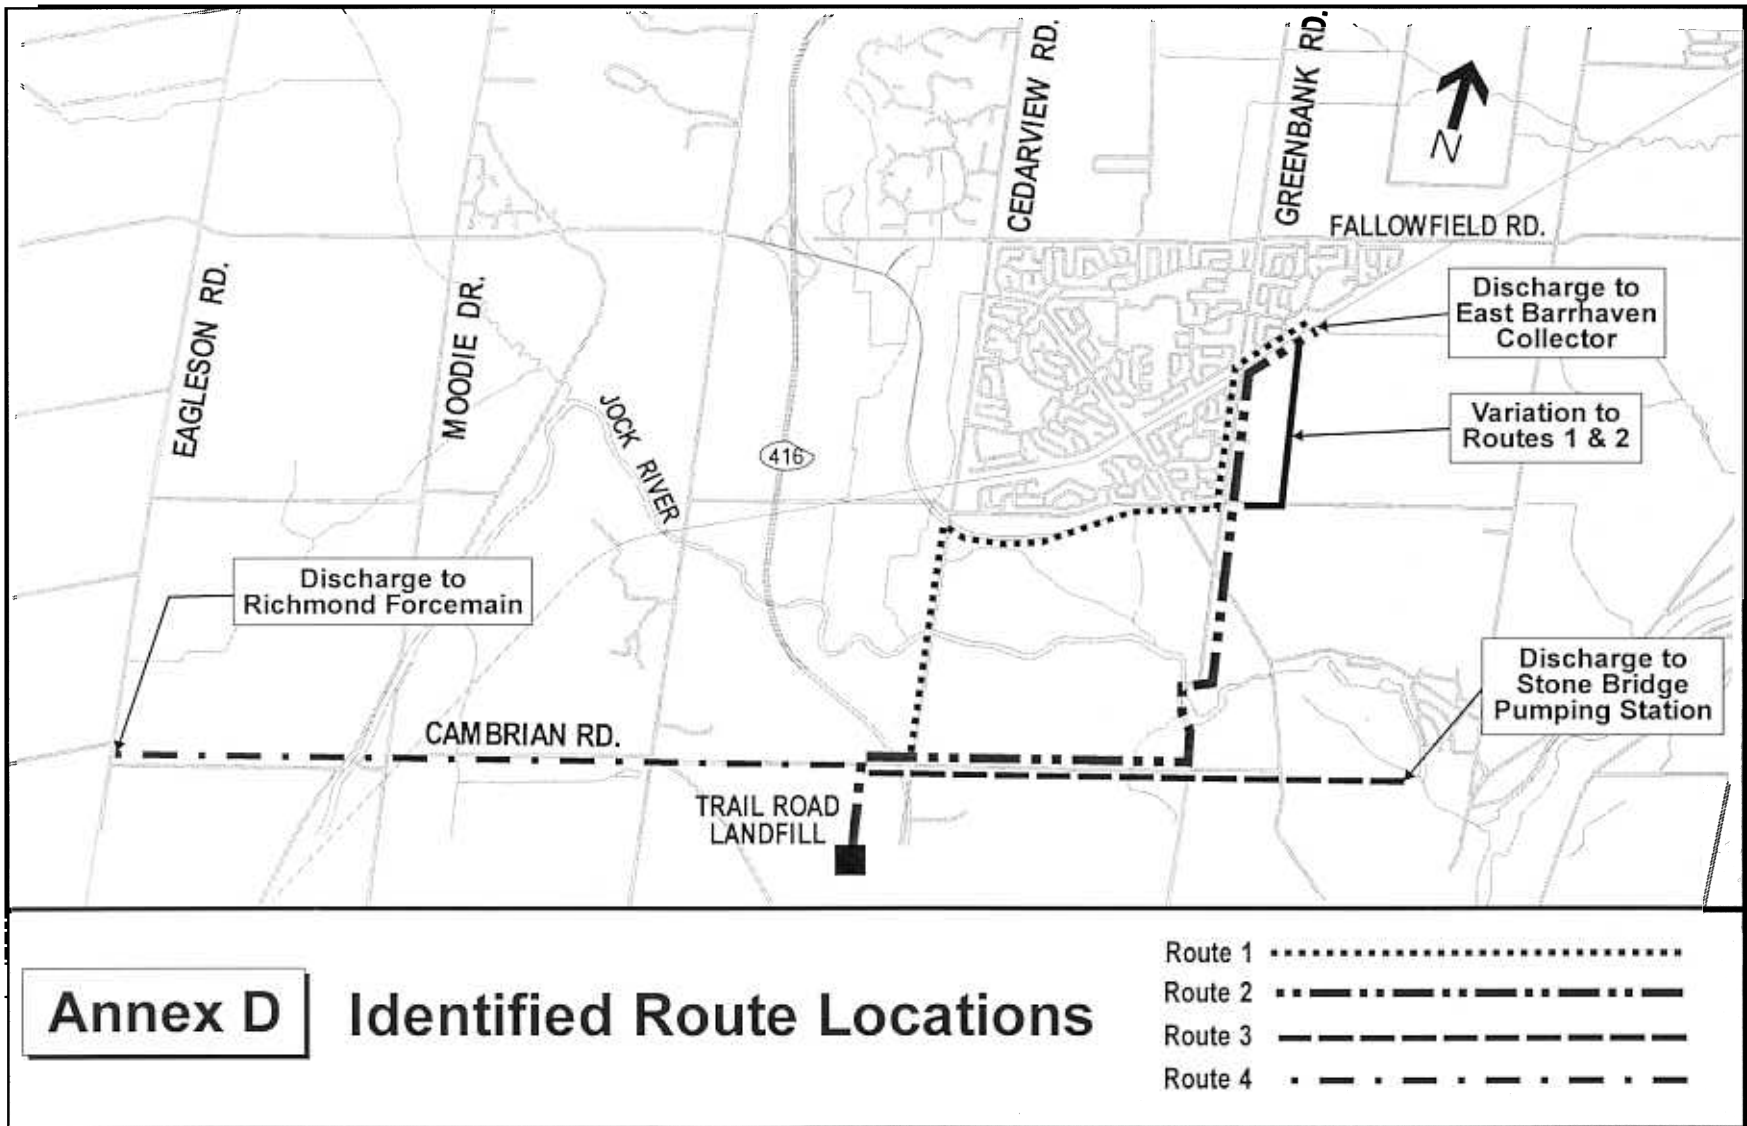 CEDARVIEW RD.
GREENBANK RD.
N
FALLOWFIELD RD.
EAGLESON RD.
MOODIE DR.
Discharge to
East Barrhaven
Collector
JOCK RIVER
Variation to
Routes 1 & 2
416
Discharge to
Richmond Forcemain
Discharge to
Stone Bridge
Pumping Station
CAMBRIAN RD.
TRAIL ROAD
LANDFILL
Annex D
Identified Route Locations
Route 1
Route 2
Route 3
Route 4